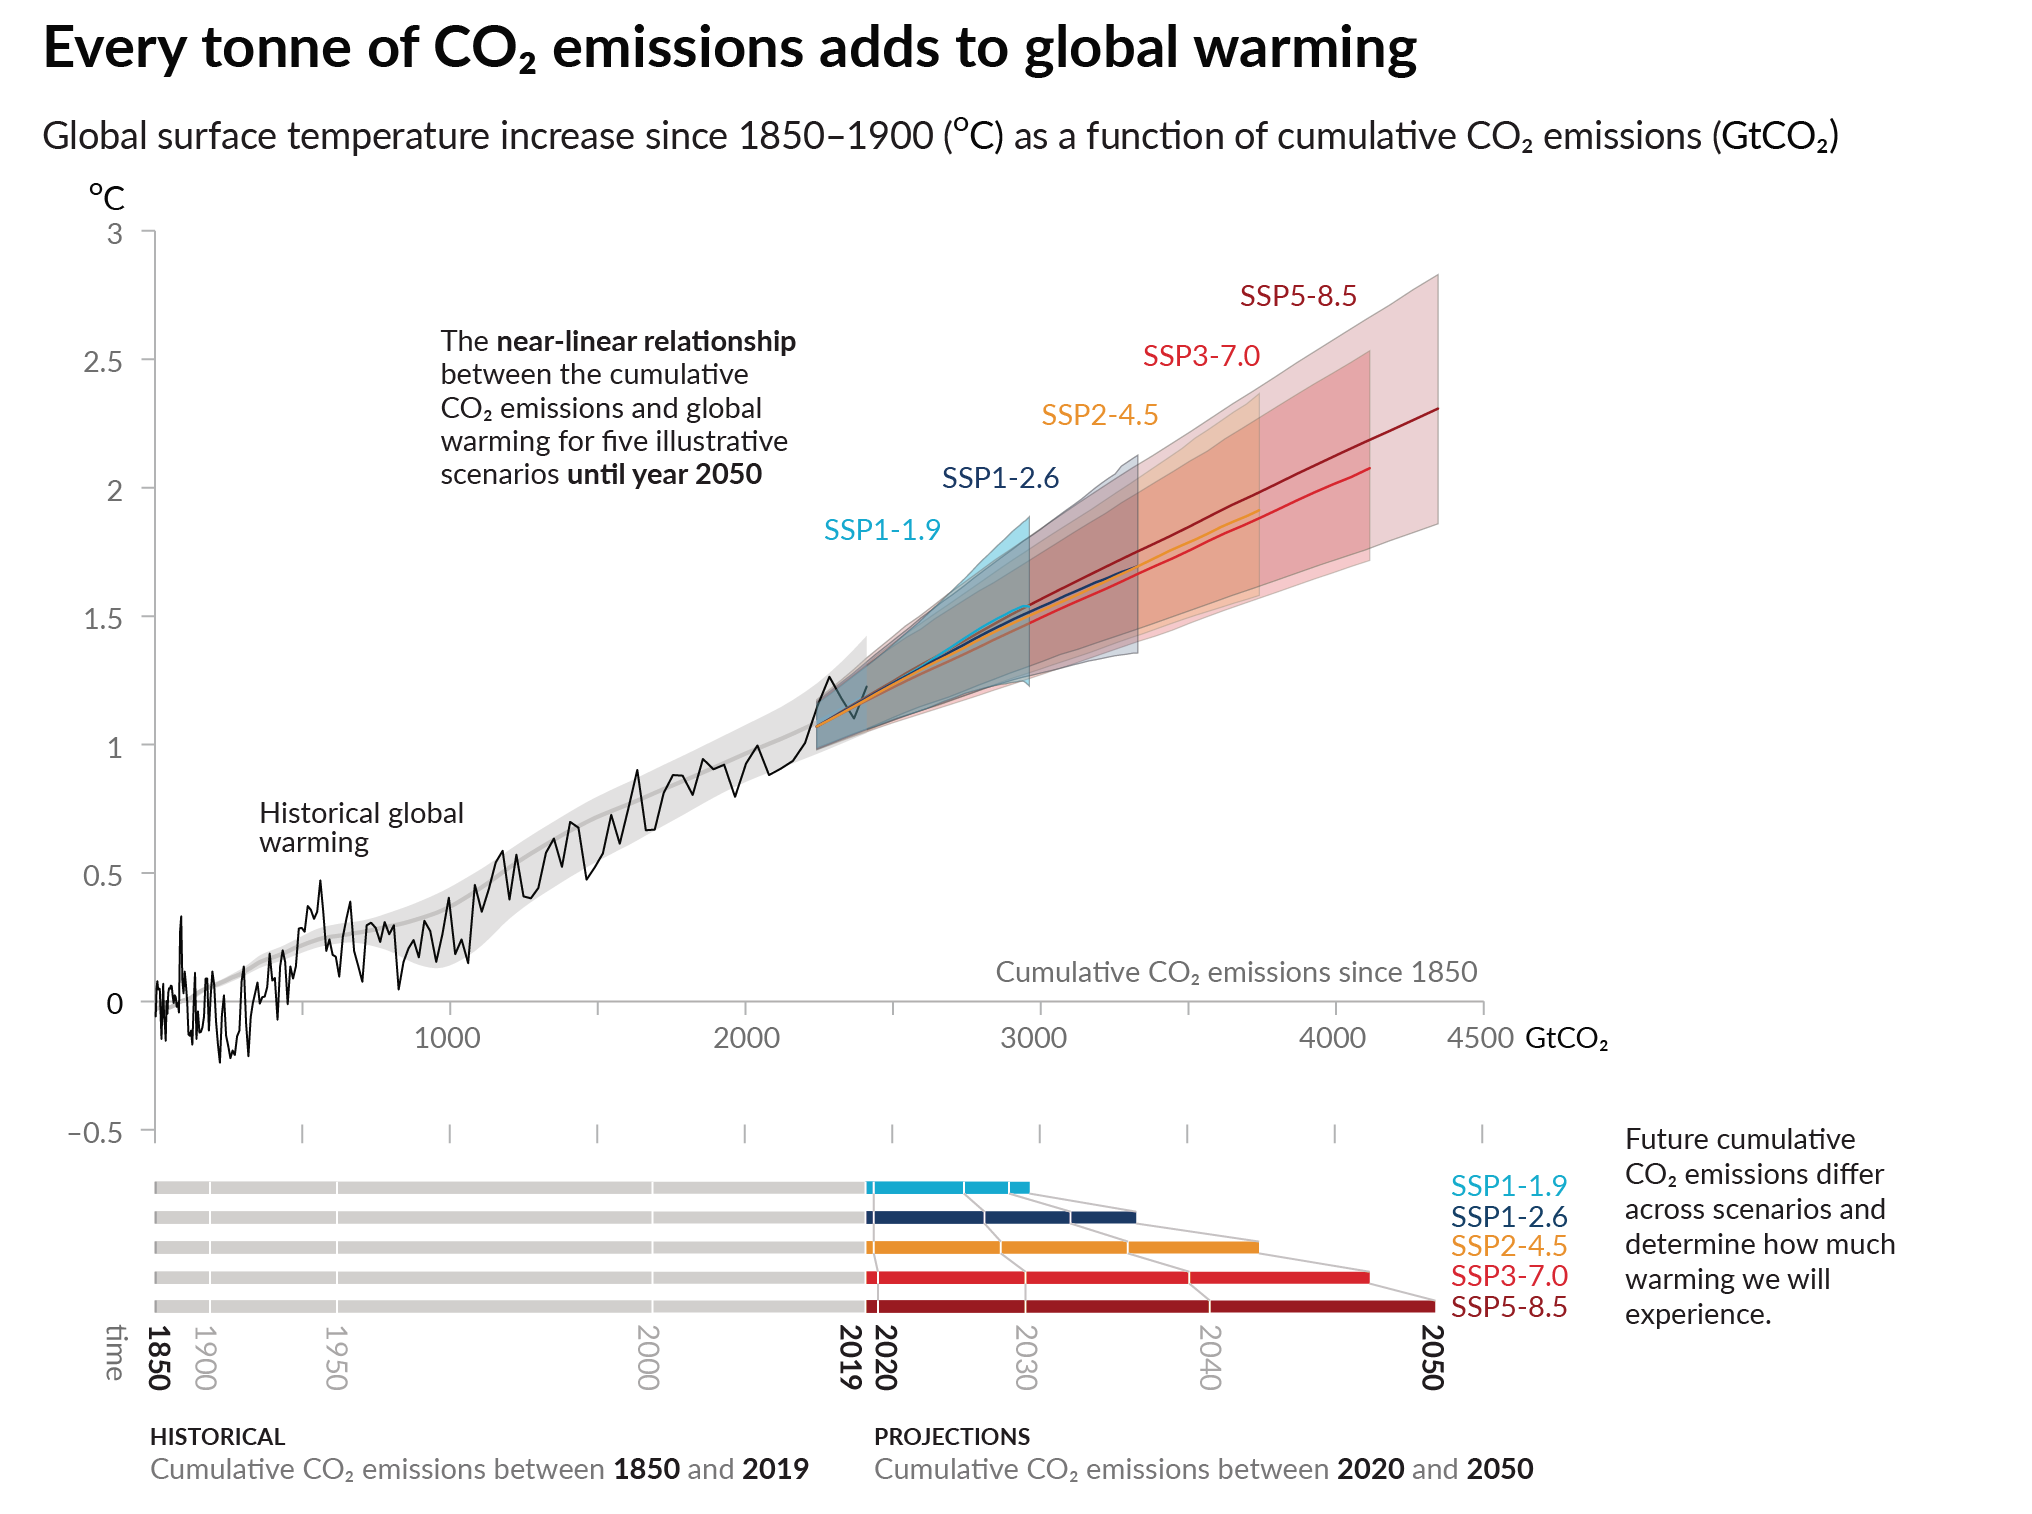 Every tonne of CO₂ emissions adds to global warming
Global surface temperature increase since 1850–1900 (°C) as a function of cumulative CO₂ emissions (GtCO₂)
°C
3
2.5
2
1.5
1
0.5
0
–0.5
The near-linear relationship
between the cumulative
CO₂ emissions and global
warming for five illustrative
scenarios until year 2050
SSP5-8.5
SSP3-7.0
SSP2-4.5
SSP1-2.6
SSP1-1.9
Historical global
warming
Cumulative CO₂ emissions since 1850
1000 2000 3000 4000 4500 GtCO₂
SSP1-1.9
SSP1-2.6
SSP2-4.5
SSP3-7.0
SSP5-8.5
Future cumulative
CO₂ emissions differ
across scenarios and
determine how much
warming we will
experience.
time 1850 1900 1950 2000 2019 2020 2030 2040 2050
HISTORICAL
Cumulative CO₂ emissions between 1850 and 2019
PROJECTIONS
Cumulative CO₂ emissions between 2020 and 2050